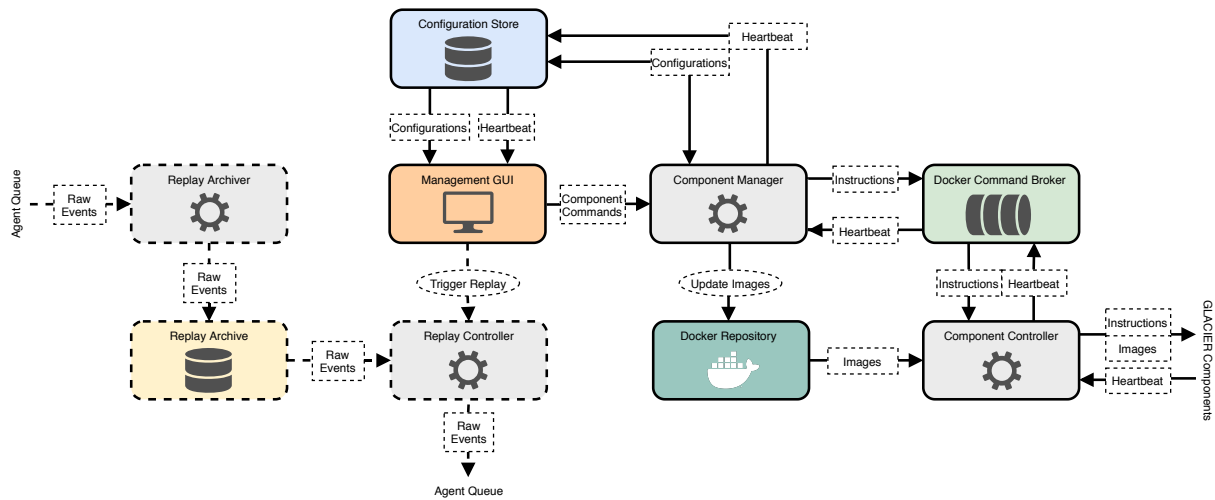 Configuration Store
Heartbeat
Configurations
Configurations
Heartbeat
Agent Queue
Raw
Events
Replay Archiver
Management GUI
Component
Commands
Component Manager
Instructions
Docker Command Broker
Heartbeat
Raw
Events
Trigger Replay
Update Images
Instructions
Heartbeat
Replay Archive
Raw
Events
Replay Controller
Docker Repository
Images
Component Controller
Instructions
Images
Heartbeat
GLACIER Components
Raw
Events
Agent Queue